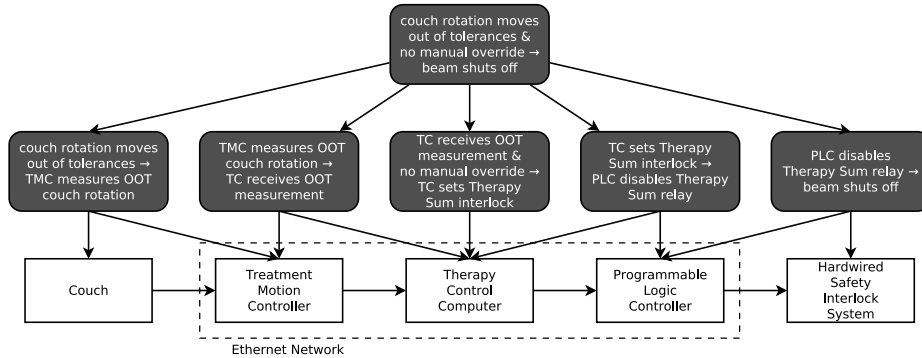 couch rotation moves
out of tolerances &
no manual override →
beam shuts off
couch rotation moves
out of tolerances →
TMC measures OOT
couch rotation
TMC measures OOT
couch rotation →
TC receives OOT
measurement
TC receives OOT
measurement &
no manual override →
TC sets Therapy
Sum interlock
TC sets Therapy
Sum interlock →
PLC disables Therapy
Sum relay
PLC disables
Therapy Sum relay →
beam shuts off
Couch
Treatment
Motion
Controller
Therapy
Control
Computer
Programmable
Logic
Controller
Hardwired
Safety
Interlock
System
Ethernet Network